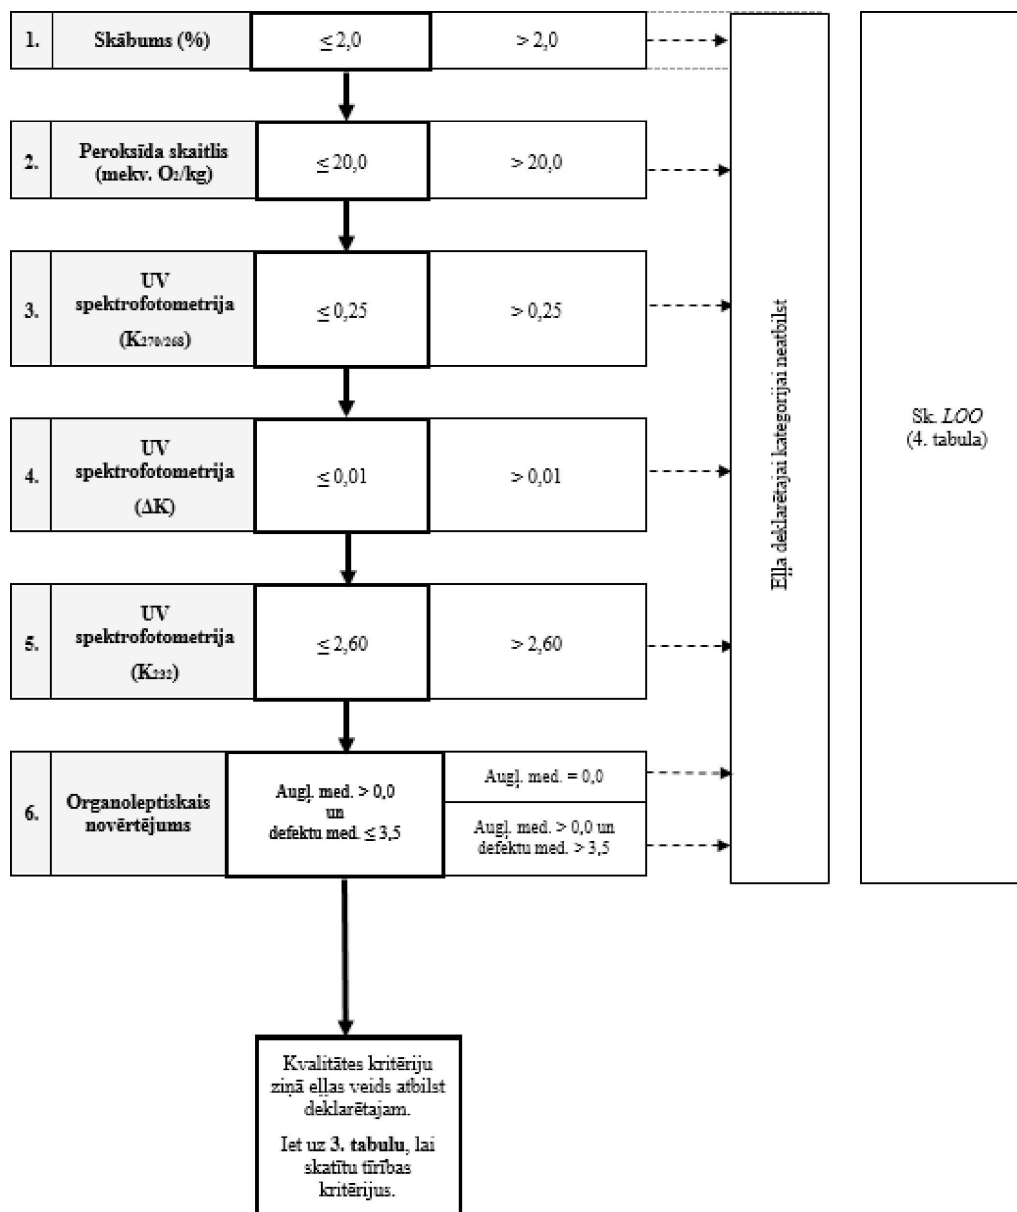 1.
Skābums (%)
≤ 2,0
> 2,0
2.
Peroksīda skaitlis
(mekv. O₂/kg)
≤ 20,0
> 20,0
3.
UV
spektrofotometrija
(K₂₇₀/₂₆₈)
≤ 0,25
> 0,25
4.
UV
spektrofotometrija
(ΔK)
≤ 0,01
> 0,01
5.
UV
spektrofotometrija
(K₂₃₂)
≤ 2,60
> 2,60
6.
Organoleptiskais
novērtējums
Augļ. med. > 0,0
un
defektu med. ≤ 3,5
Augļ. med. = 0,0
Augļ. med. > 0,0 un
defektu med. > 3,5
Eļļa deklarētajai kategorijai neatbilst
Sk. LOO
(4. tabula)
Kvalitātes kritēriju
ziņā eļļas veids atbilst
deklarētajam.
Iet uz 3. tabulu, lai
skatītu tīrības
kritērijus.